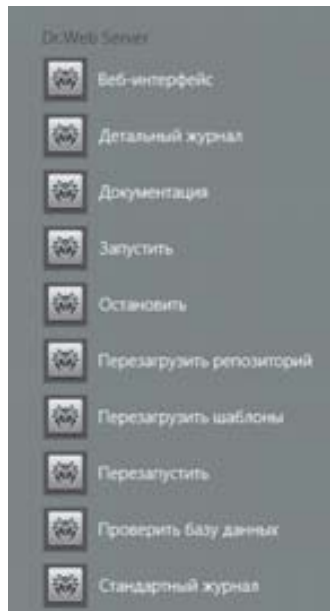 Dr.Web Server
Веб-интерфейс
Детальный журнал
Документация
Запустить
Остановить
Перезагрузить репозиторий
Перезагрузить шаблоны
Перезапустить
Проверить базу данных
Стандартный журнал